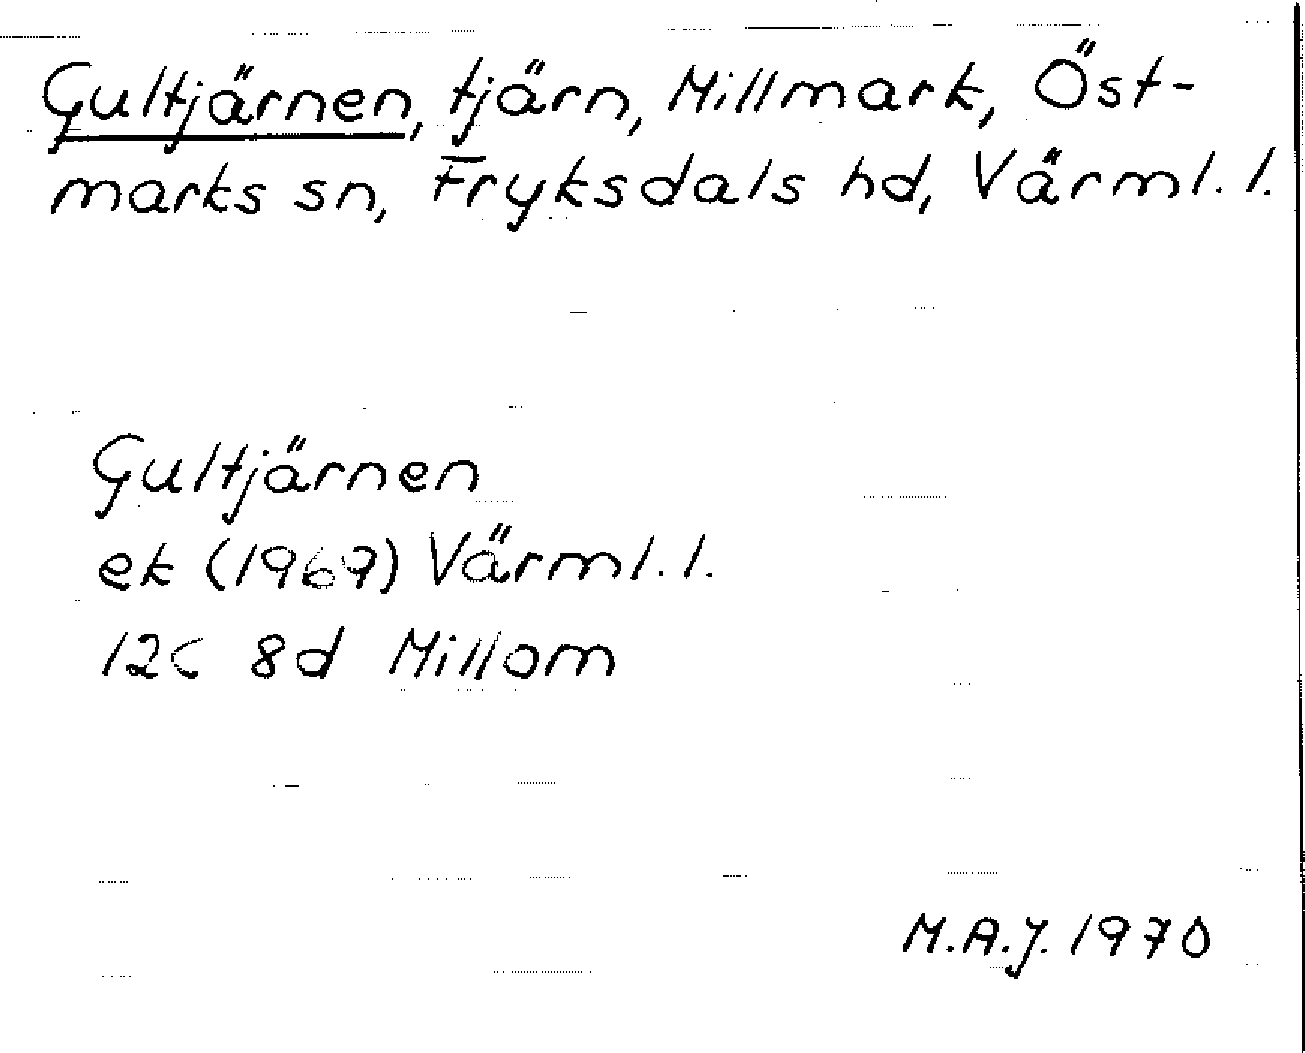 Gultjärnen, tjärn, Millmark, Öst-
marks sn, Fryksdals hd, Värml. l.
Gultjärnen
ek (1969) Värml. l.
12C 8d Millom
M.A.J. 1970